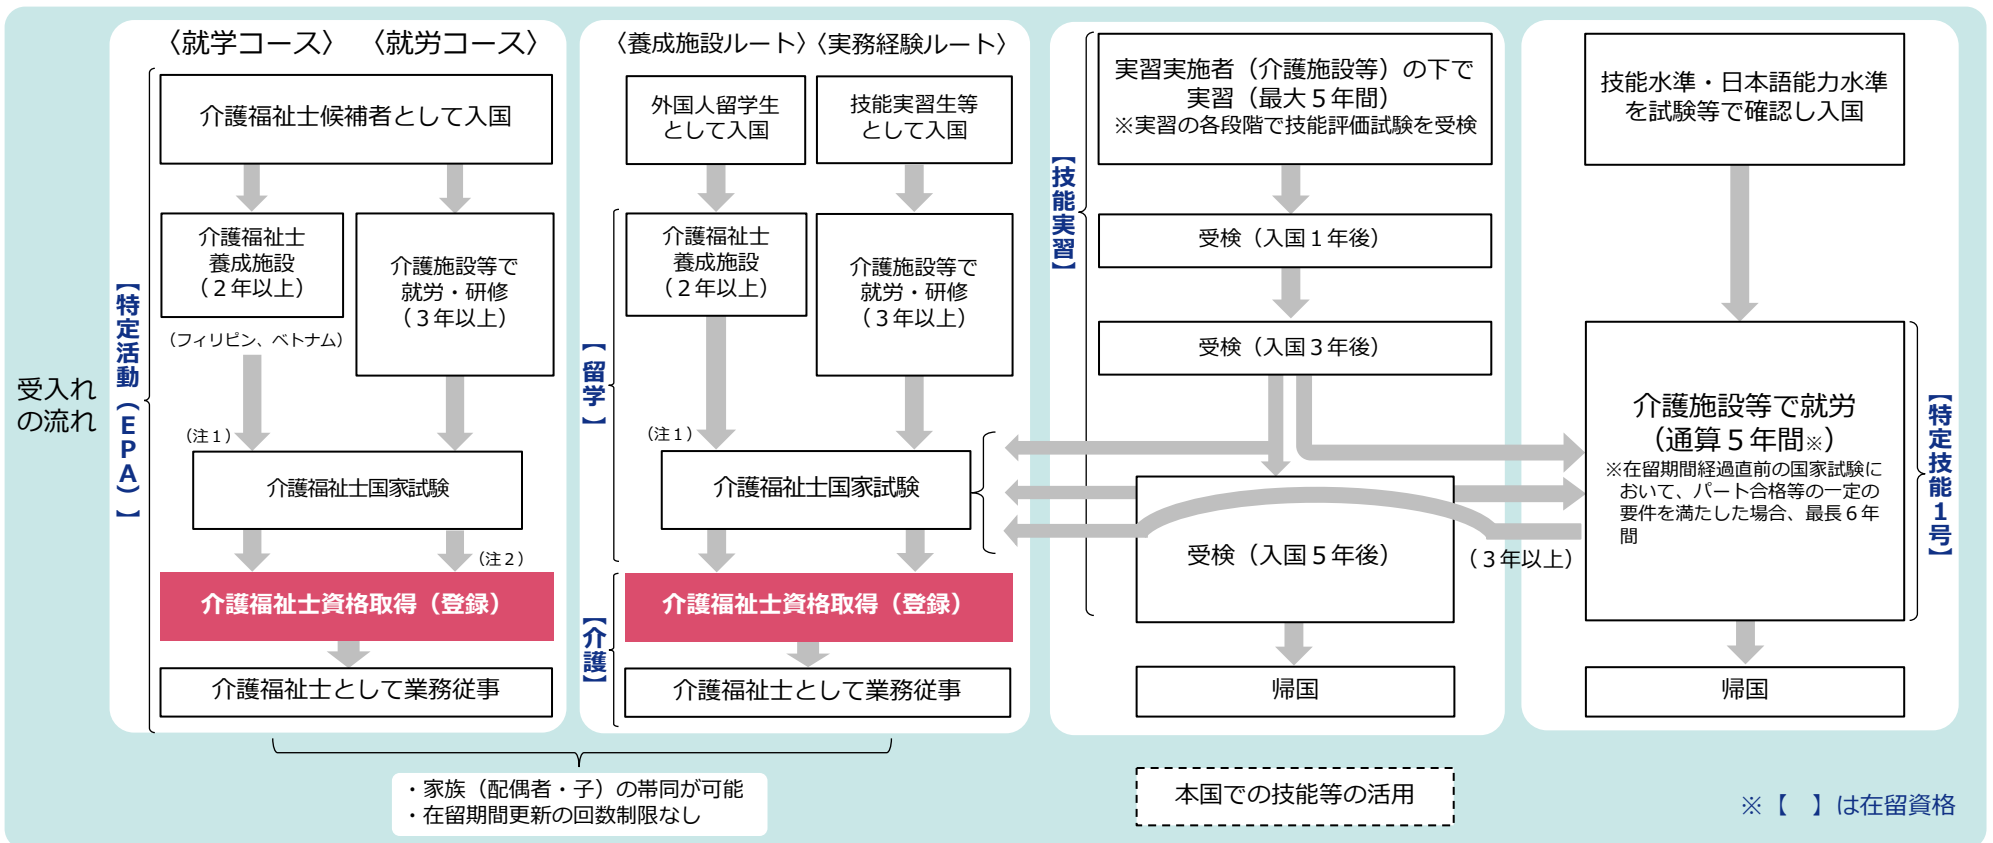 受入れ
の流れ
〈就学コース〉
〈就労コース〉
【特定活動（ＥＰＡ）】
介護福祉士候補者として入国
介護福祉士
養成施設
（２年以上）
（フィリピン、ベトナム）
介護施設等で
就労・研修
（３年以上）
（注１）
介護福祉士国家試験
（注２）
介護福祉士資格取得（登録）
介護福祉士として業務従事
〈養成施設ルート〉
〈実務経験ルート〉
【留学】
【介護】
外国人留学生
として入国
技能実習生等
として入国
介護福祉士
養成施設
（２年以上）
介護施設等で
就労・研修
（３年以上）
（注１）
介護福祉士国家試験
介護福祉士資格取得（登録）
介護福祉士として業務従事
・家族（配偶者・子）の帯同が可能
・在留期間更新の回数制限なし
【技能実習】
実習実施者（介護施設等）の下で
実習（最大５年間）
※実習の各段階で技能評価試験を受検
受検（入国１年後）
受検（入国３年後）
受検（入国５年後）
帰国
本国での技能等の活用
技能水準・日本語能力水準
を試験等で確認し入国
介護施設等で就労
（通算５年間※）
※在留期間経過直前の国家試験に
おいて、パート合格等の一定の
要件を満たした場合、最長６年
間
（３年以上）
【特定技能１号】
帰国
※【　】は在留資格